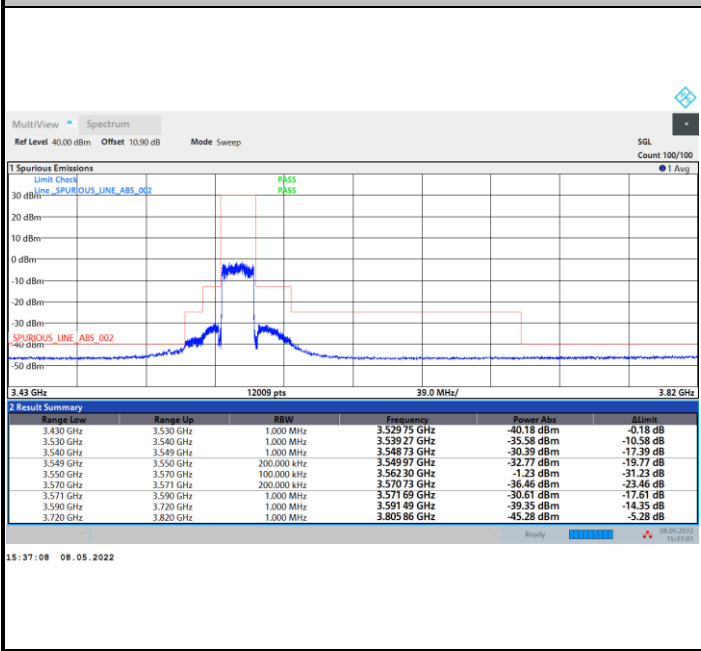 MultiView Spectrum
Ref Level 40.00 dBm Offset 10.90 dB Mode Sweep SGL
Count 100/100
1 Spurious Emissions 1 Avg
Limit Check PASS
Line _SPURIOUS_LINE_ABS_002 PASS
30 dBm
20 dBm
10 dBm
0 dBm
-10 dBm
-20 dBm
-30 dBm
_SPURIOUS_LINE_ABS_002
-40 dBm
-50 dBm
3.43 GHz 12009 pts 39.0 MHz/ 3.82 GHz
2 Result Summary
Range Low Range Up RBW Frequency Power Abs ΔLimit
3.430 GHz 3.530 GHz 1.000 MHz 3.529 75 GHz -40.18 dBm -0.18 dB
3.530 GHz 3.540 GHz 1.000 MHz 3.539 27 GHz -35.58 dBm -10.58 dB
3.540 GHz 3.549 GHz 1.000 MHz 3.548 73 GHz -30.39 dBm -17.39 dB
3.549 GHz 3.550 GHz 200.000 kHz 3.549 97 GHz -32.77 dBm -19.77 dB
3.550 GHz 3.570 GHz 100.000 kHz 3.562 30 GHz -1.23 dBm -31.23 dB
3.570 GHz 3.571 GHz 200.000 kHz 3.570 73 GHz -36.46 dBm -23.46 dB
3.571 GHz 3.590 GHz 1.000 MHz 3.571 69 GHz -30.61 dBm -17.61 dB
3.590 GHz 3.720 GHz 1.000 MHz 3.591 49 GHz -39.35 dBm -14.35 dB
3.720 GHz 3.820 GHz 1.000 MHz 3.805 86 GHz -45.28 dBm -5.28 dB
Ready 08.05.2022
15:37:07
15:37:08 08.05.2022